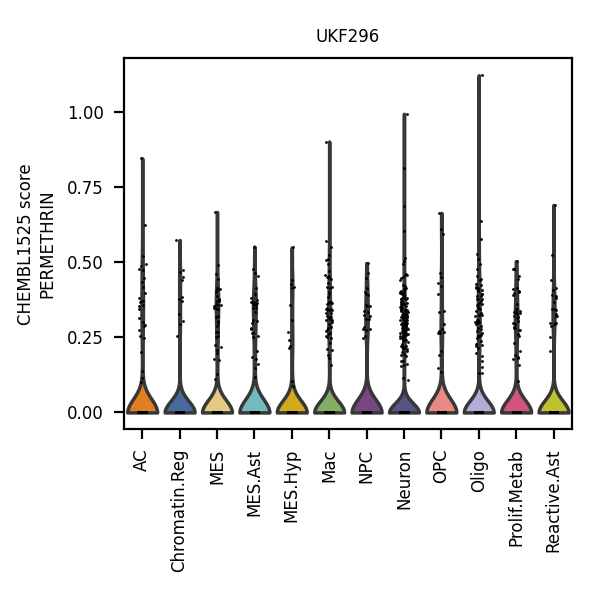 UKF296
CHEMBL1525 score
PERMETHRIN
1.00
0.75
0.50
0.25
0.00
AC
Chromatin.Reg
MES
MES.Ast
MES.Hyp
Mac
NPC
Neuron
OPC
Oligo
Prolif.Metab
Reactive.Ast